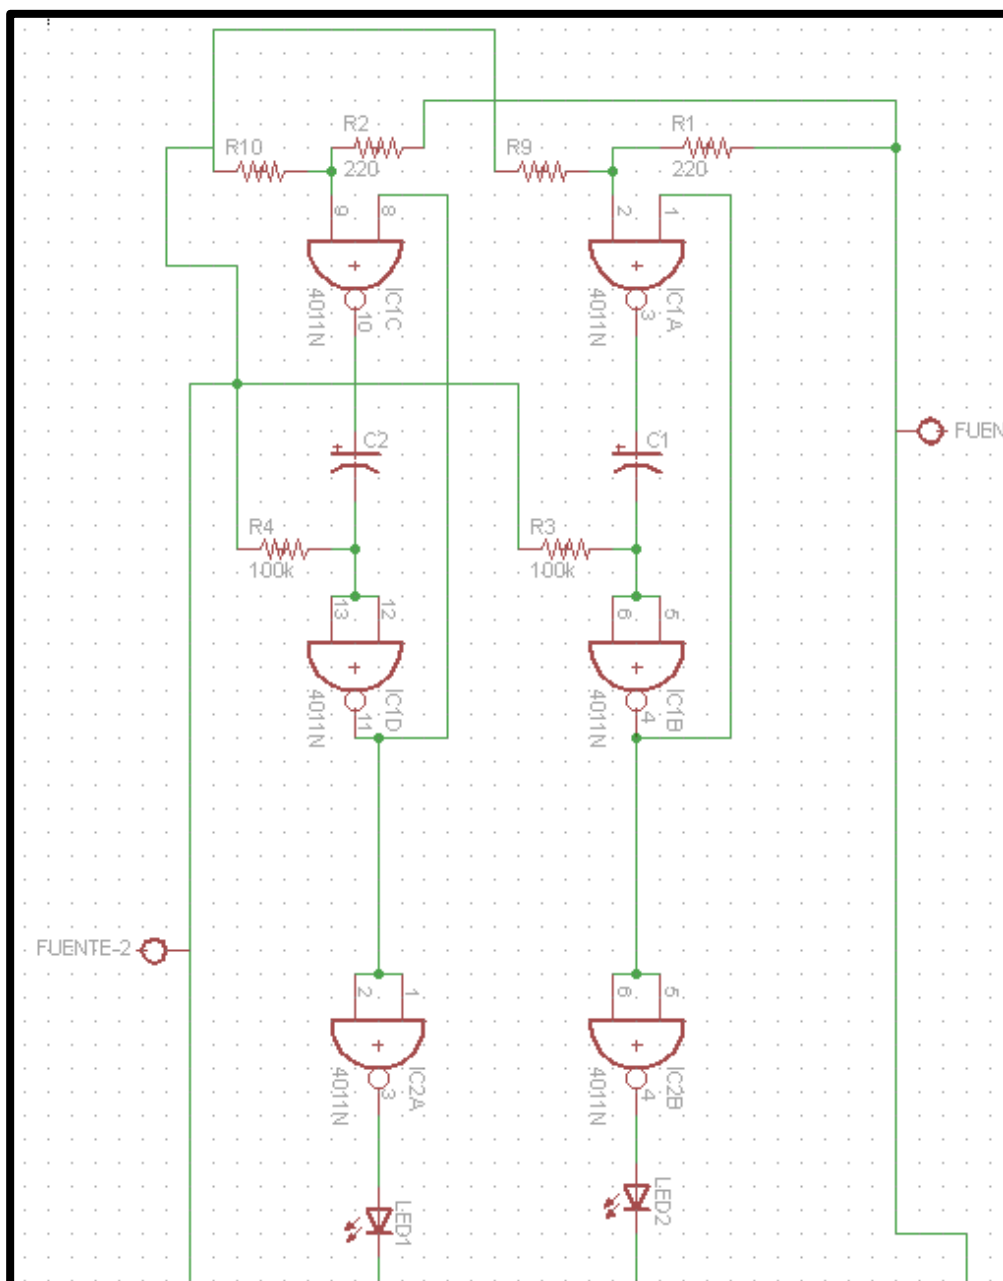 R2
R1
R10
R9
220
220
9
8
2
1
IC1C
4011N
10
IC1A
4011N
3
+
C2
+
C1
FUEN
R4
100k
R3
100k
13
12
6
5
IC1D
4011N
11
IC1B
4011N
4
FUENTE-2
2
1
6
5
IC2A
4011N
3
IC2B
4011N
4
LED1
LED2